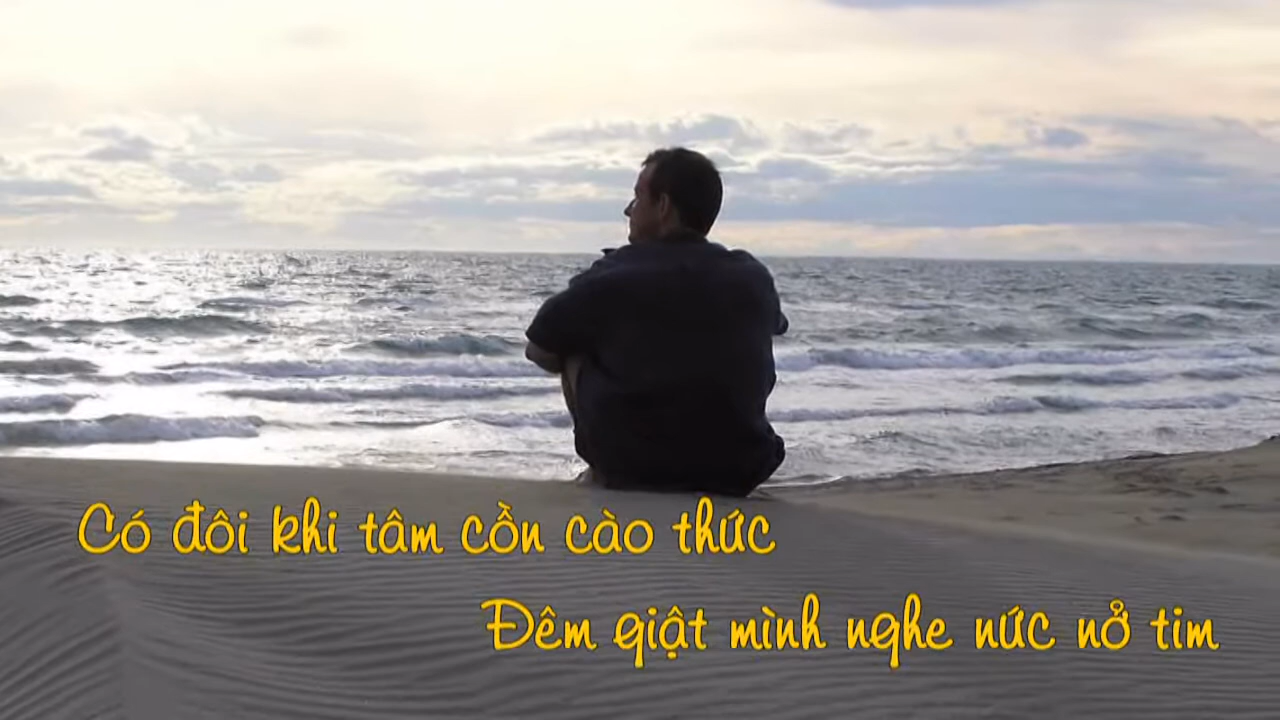 Có đôi khi tâm cồn cào thức
Đêm giật mình nghe nức nở tim